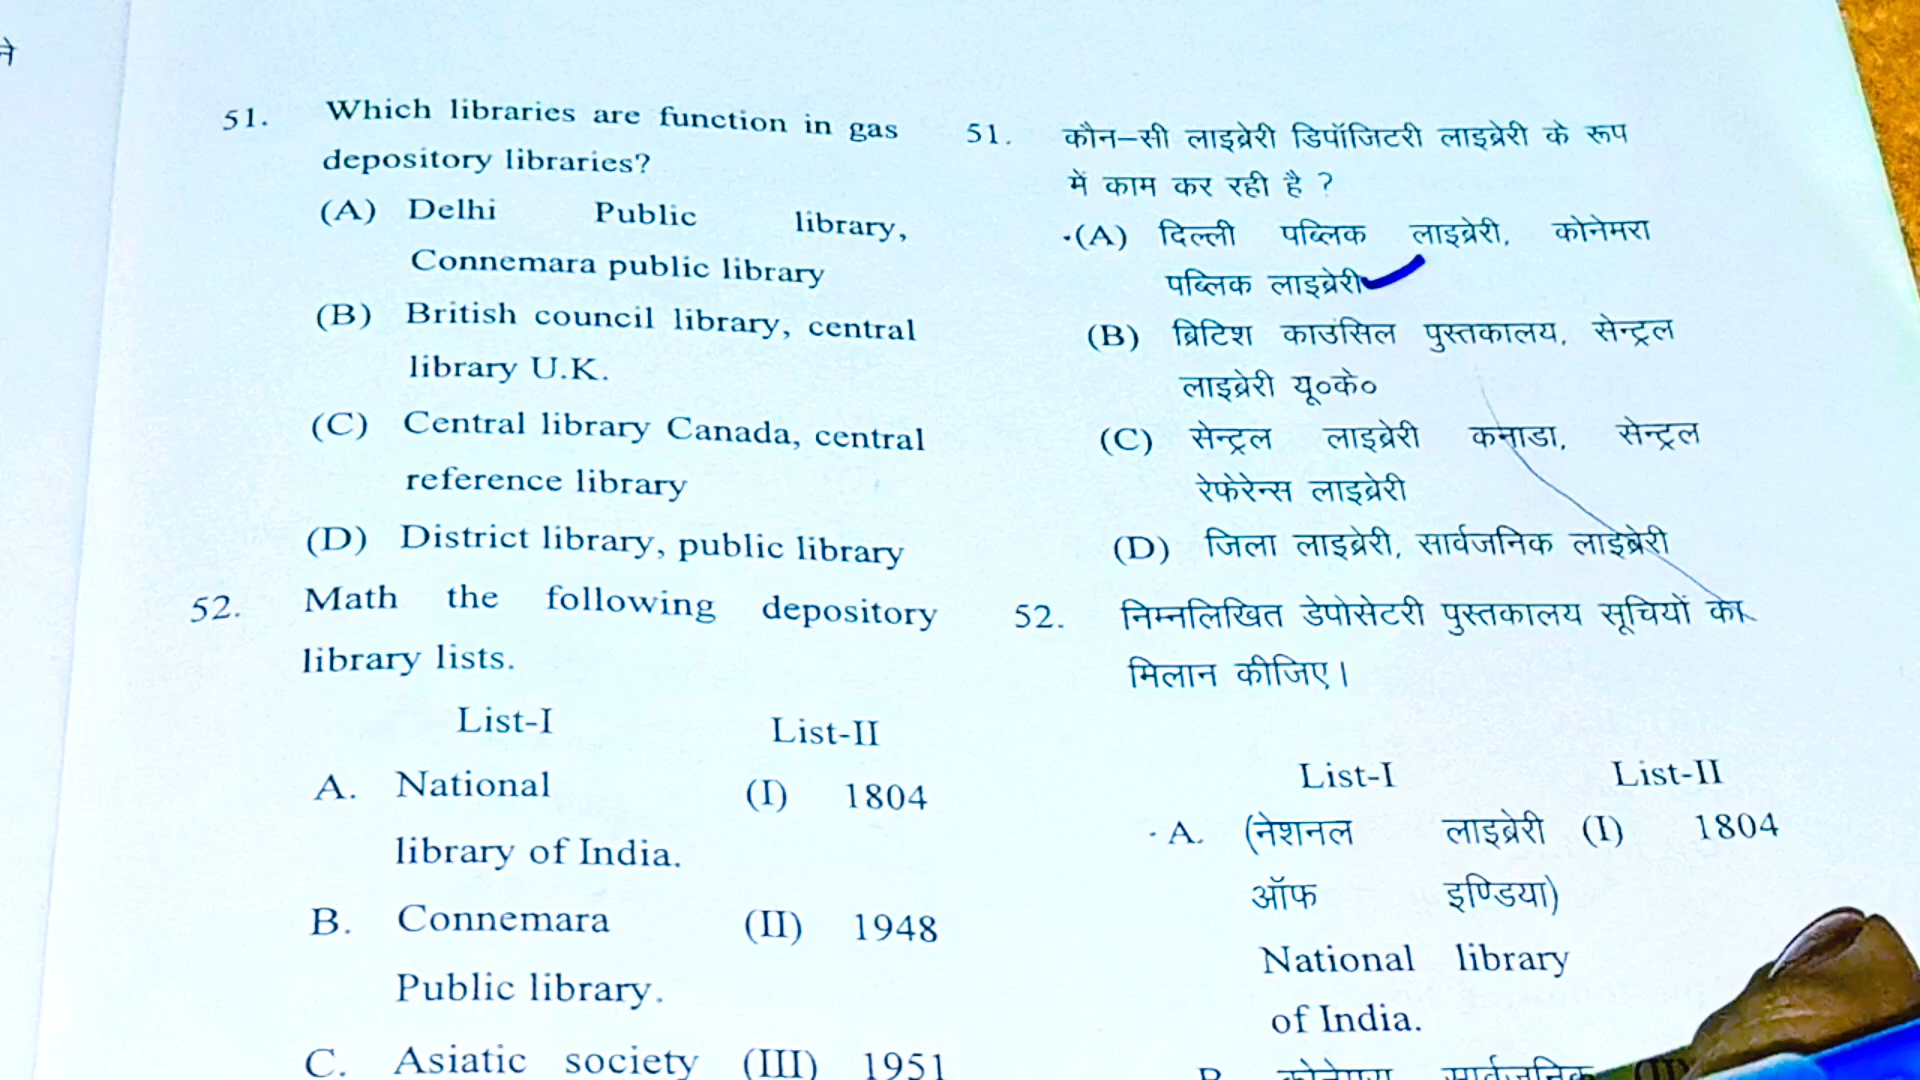 ने
51. Which libraries are function in gas
depository libraries?
(A) Delhi Public library,
Connemara public library
(B) British council library, central
library U.K.
(C) Central library Canada, central
reference library
(D) District library, public library
52. Math the following depository
library lists.
List-I List-II
A. National (I) 1804
library of India.
B. Connemara (II) 1948
Public library.
C. Asiatic society (III) 1951
51. कौन-सी लाइब्रेरी डिपॉजिटरी लाइब्रेरी के रूप
में काम कर रही है ?
(A) दिल्ली पब्लिक लाइब्रेरी, कोनेमरा
पब्लिक लाइब्रेरी
(B) ब्रिटिश काउंसिल पुस्तकालय, सेन्ट्रल
लाइब्रेरी यू०के०
(C) सेन्ट्रल लाइब्रेरी कनाडा, सेन्ट्रल
रेफेरेन्स लाइब्रेरी
(D) जिला लाइब्रेरी, सार्वजनिक लाइब्रेरी
52. निम्नलिखित डेपोसेटरी पुस्तकालय सूचियों को
मिलान कीजिए।
List-I List-II
A. (नेशनल लाइब्रेरी (I) 1804
ऑफ इण्डिया)
National library
of India.